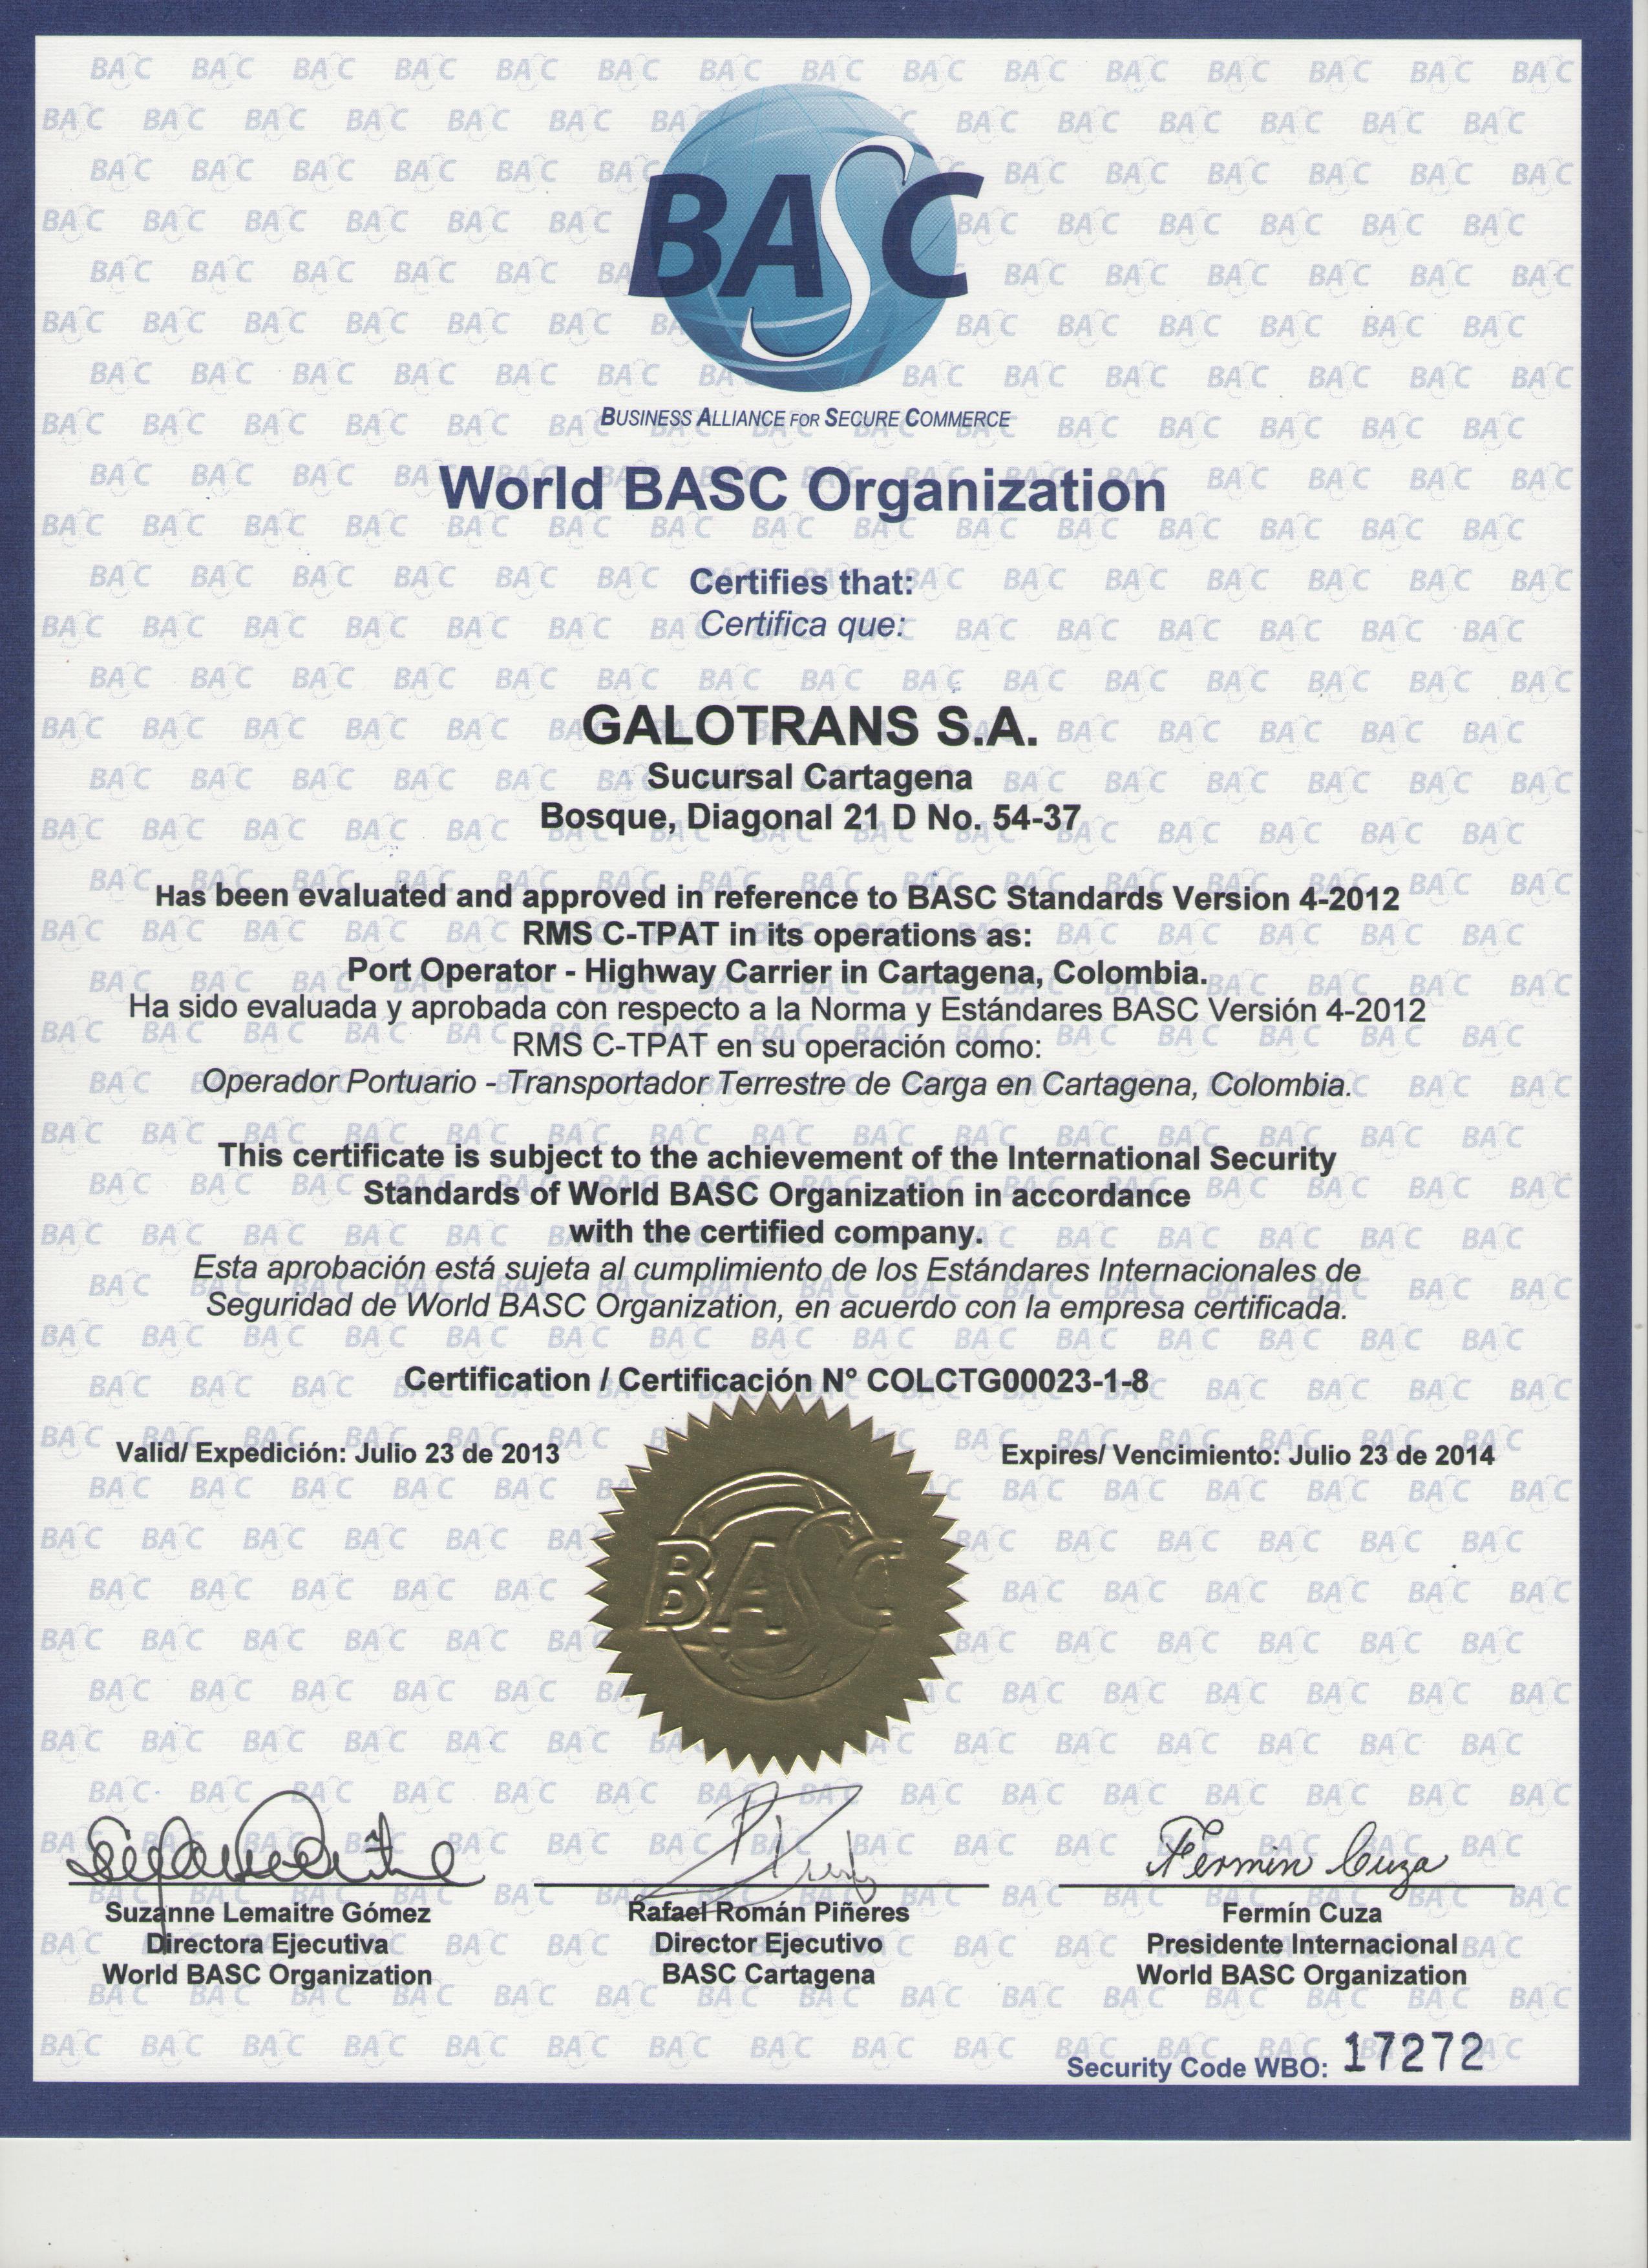 BASC
BUSINESS ALLIANCE FOR SECURE COMMERCE
World BASC Organization
Certifies that:
Certifica que:
GALOTRANS S.A.
Sucursal Cartagena
Bosque, Diagonal 21 D No. 54-37
Has been evaluated and approved in reference to BASC Standards Version 4-2012
RMS C-TPAT in its operations as:
Port Operator - Highway Carrier in Cartagena, Colombia.
Ha sido evaluada y aprobada con respecto a la Norma y Estándares BASC Versión 4-2012
RMS C-TPAT en su operación como:
Operador Portuario - Transportador Terrestre de Carga en Cartagena, Colombia.
This certificate is subject to the achievement of the International Security
Standards of World BASC Organization in accordance
with the certified company.
Esta aprobación está sujeta al cumplimiento de los Estándares Internacionales de
Seguridad de World BASC Organization, en acuerdo con la empresa certificada.
Certification / Certificación N° COLCTG00023-1-8
Valid/ Expedición: Julio 23 de 2013
Expires/ Vencimiento: Julio 23 de 2014
BASC
Fermin Cuza
Suzanne Lemaitre Gómez
Directora Ejecutiva
World BASC Organization
Rafael Román Piñeres
Director Ejecutivo
BASC Cartagena
Fermín Cuza
Presidente Internacional
World BASC Organization
Security Code WBO: 17272